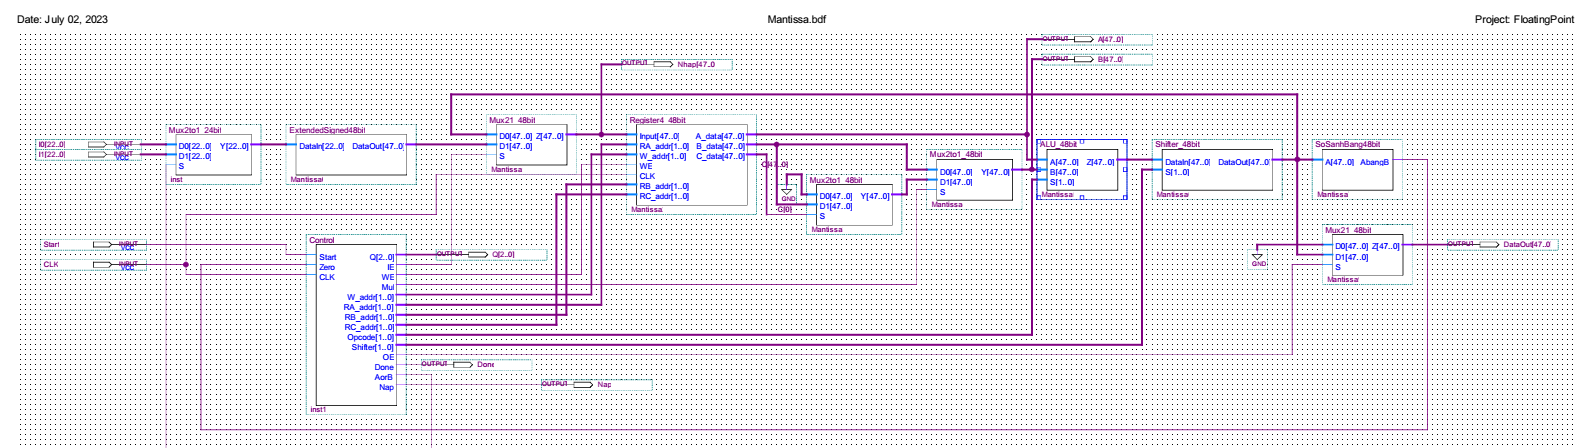 Date: July 02, 2023 Mantissa.bdf Project: FloatingPoint
OUTPUT A[47..0]
OUTPUT B[47..0]
OUTPUT Nhap[47..0]
I0[22..0] INPUT VCC
I1[22..0] INPUT VCC
Mux2to1_24bit
D0[22..0] Y[22..0]
D1[22..0]
S
inst
ExtendedSigned48bit
DataIn[22..0] DataOut[47..0]
Mantissa
Mux21_48bit
D0[47..0] Z[47..0]
D1[47..0]
S
Mantissa
Register4_48bit
Input[47..0] A_data[47..0]
RA_addr[1..0] B_data[47..0]
W_addr[1..0] C_data[47..0]
WE
CLK
RB_addr[1..0]
RC_addr[1..0]
Mantissa
C[47..0]
GND
C[0]
Mux2to1_48bit
D0[47..0] Y[47..0]
D1[47..0]
S
Mantissa
Mux2to1_48bit
D0[47..0] Y[47..0]
D1[47..0]
S
Mantissa
ALU_48bit
A[47..0] Z[47..0]
B[47..0]
S[1..0]
Mantissa
Shifter_48bit
DataIn[47..0] DataOut[47..0]
S[1..0]
Mantissa
SoSanhBang48bit
A[47..0] AbangB
Mantissa
GND
Mux21_48bit
D0[47..0] Z[47..0]
D1[47..0]
S
Mantissa
OUTPUT DataOut[47..0]
Start INPUT VCC
CLK INPUT VCC
Control
Start Q[2..0]
Zero IE
CLK WE
Mul
W_addr[1..0]
RA_addr[1..0]
RB_addr[1..0]
RC_addr[1..0]
Opcode[1..0]
Shifter[1..0]
OE
Done
AorB
Nap
inst1
OUTPUT Q[2..0]
OUTPUT Done
OUTPUT Nap